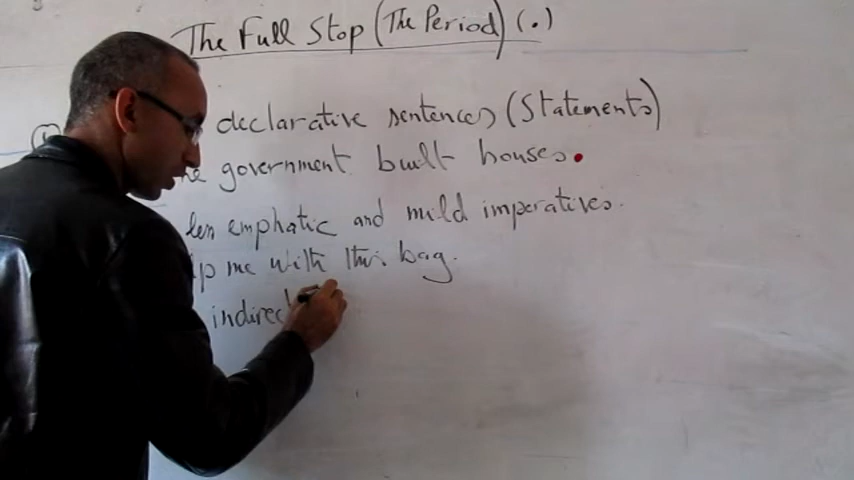 The Full Stop (The Period) (.)
declarative sentences (Statements)
government built houses.
emphatic and mild imperatives.
me with this bag.
indirect